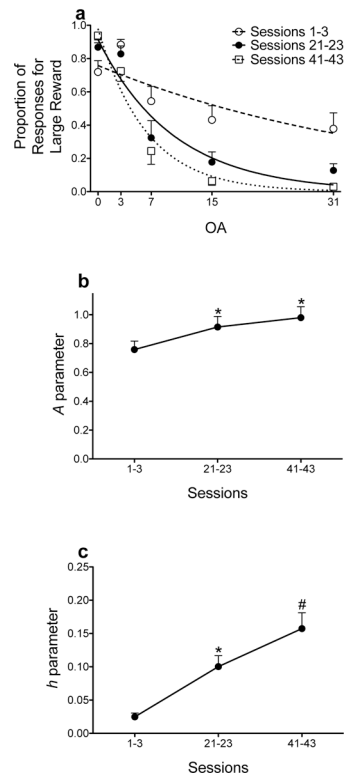 a
Sessions 1-3
Sessions 21-23
Sessions 41-43
Proportion of
Responses for
Large Reward
1.0
0.8
0.6
0.4
0.2
0.0
0 3 7 15 31
OA
b
A parameter
1.0
0.8
0.6
0.4
0.2
0.0
* *
1-3 21-23 41-43
Sessions
c
h parameter
0.25
0.20
0.15
0.10
0.05
0.00
* #
1-3 21-23 41-43
Sessions